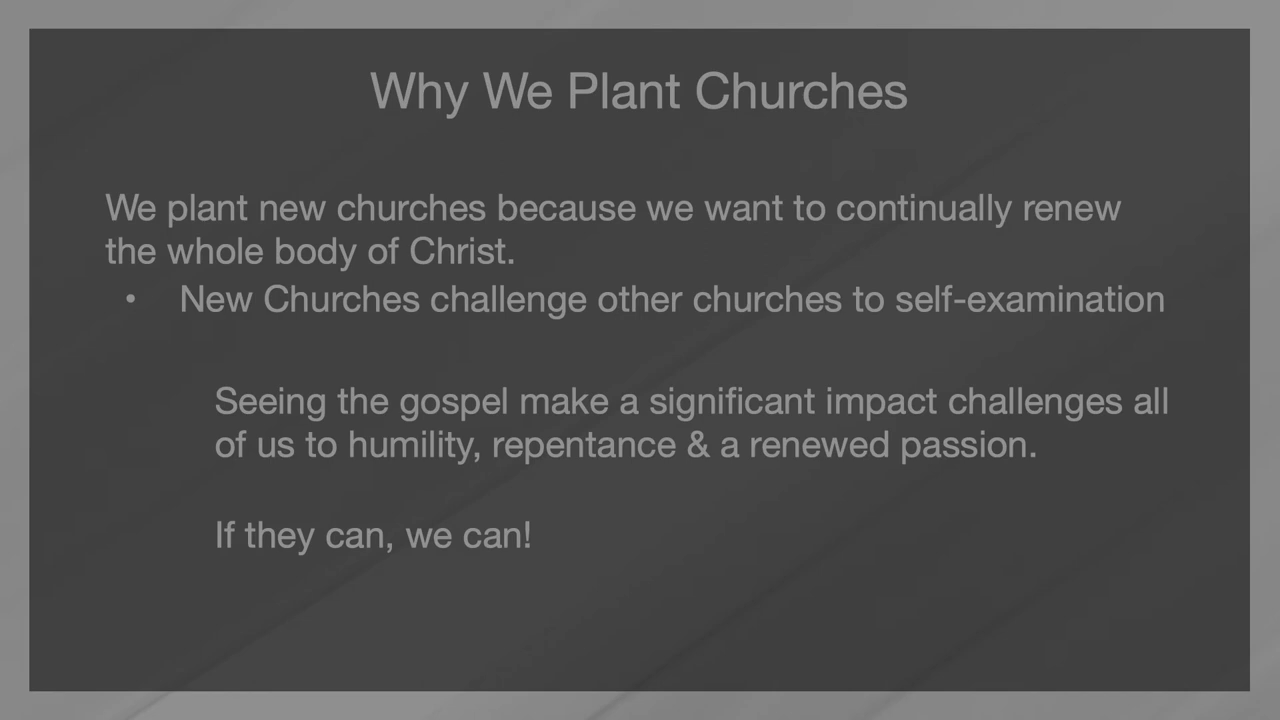 Why We Plant Churches
We plant new churches because we want to continually renew
the whole body of Christ.
• New Churches challenge other churches to self-examination
Seeing the gospel make a significant impact challenges all
of us to humility, repentance & a renewed passion.
If they can, we can!